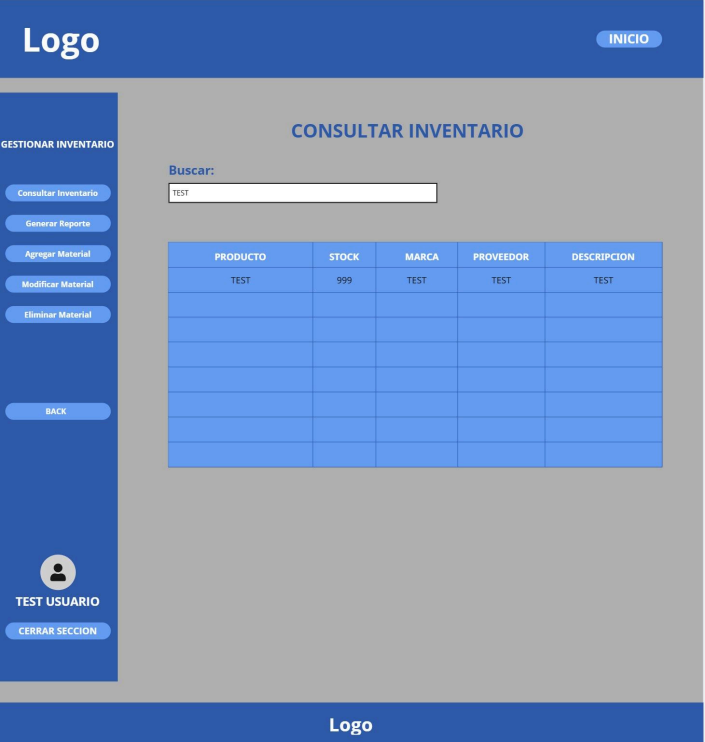 Logo
INICIO
GESTIONAR INVENTARIO
Consultar Inventario
Generar Reporte
Agregar Material
Modificar Material
Eliminar Material
BACK
TEST USUARIO
CERRAR SECCION
CONSULTAR INVENTARIO
Buscar:
TEST
PRODUCTO STOCK MARCA PROVEEDOR DESCRIPCION
TEST 999 TEST TEST TEST
Logo